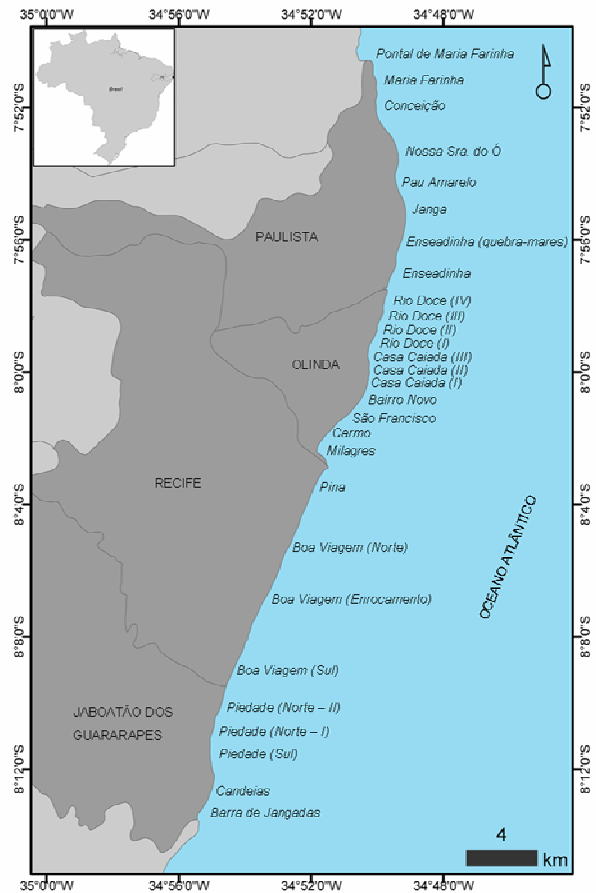 35°0'0"W 34°56'0"W 34°52'0"W 34°48'0"W
Brasil
Pontal de Maria Farinha
Maria Farinha
Conceição
7°52'0"S 7°52'0"S
Nossa Sra. do Ó
Pau Amarelo
Janga
PAULISTA
Enseadinha (quebra-mares)
7°56'0"S 7°56'0"S
Enseadinha
Rio Doce (IV)
Rio Doce (III)
Rio Doce (II)
Rio Doce (I)
Casa Caiada (III)
OLINDA
Casa Caiada (II)
8°0'0"S 8°0'0"S
Casa Caiada (I)
Bairro Novo
São Francisco
Carmo
Milagres
RECIFE
Pina
8°4'0"S 8°4'0"S
OCEANO ATLÂNTICO
Boa Viagem (Norte)
Boa Viagem (Enrocamento)
8°8'0"S 8°8'0"S
Boa Viagem (Sul)
Piedade (Norte – II)
JABOATÃO DOS
GUARARAPES
Piedade (Norte – I)
Piedade (Sul)
8°12'0"S 8°12'0"S
Candeias
Barra de Jangadas
4
km
35°0'0"W 34°56'0"W 34°52'0"W 34°48'0"W